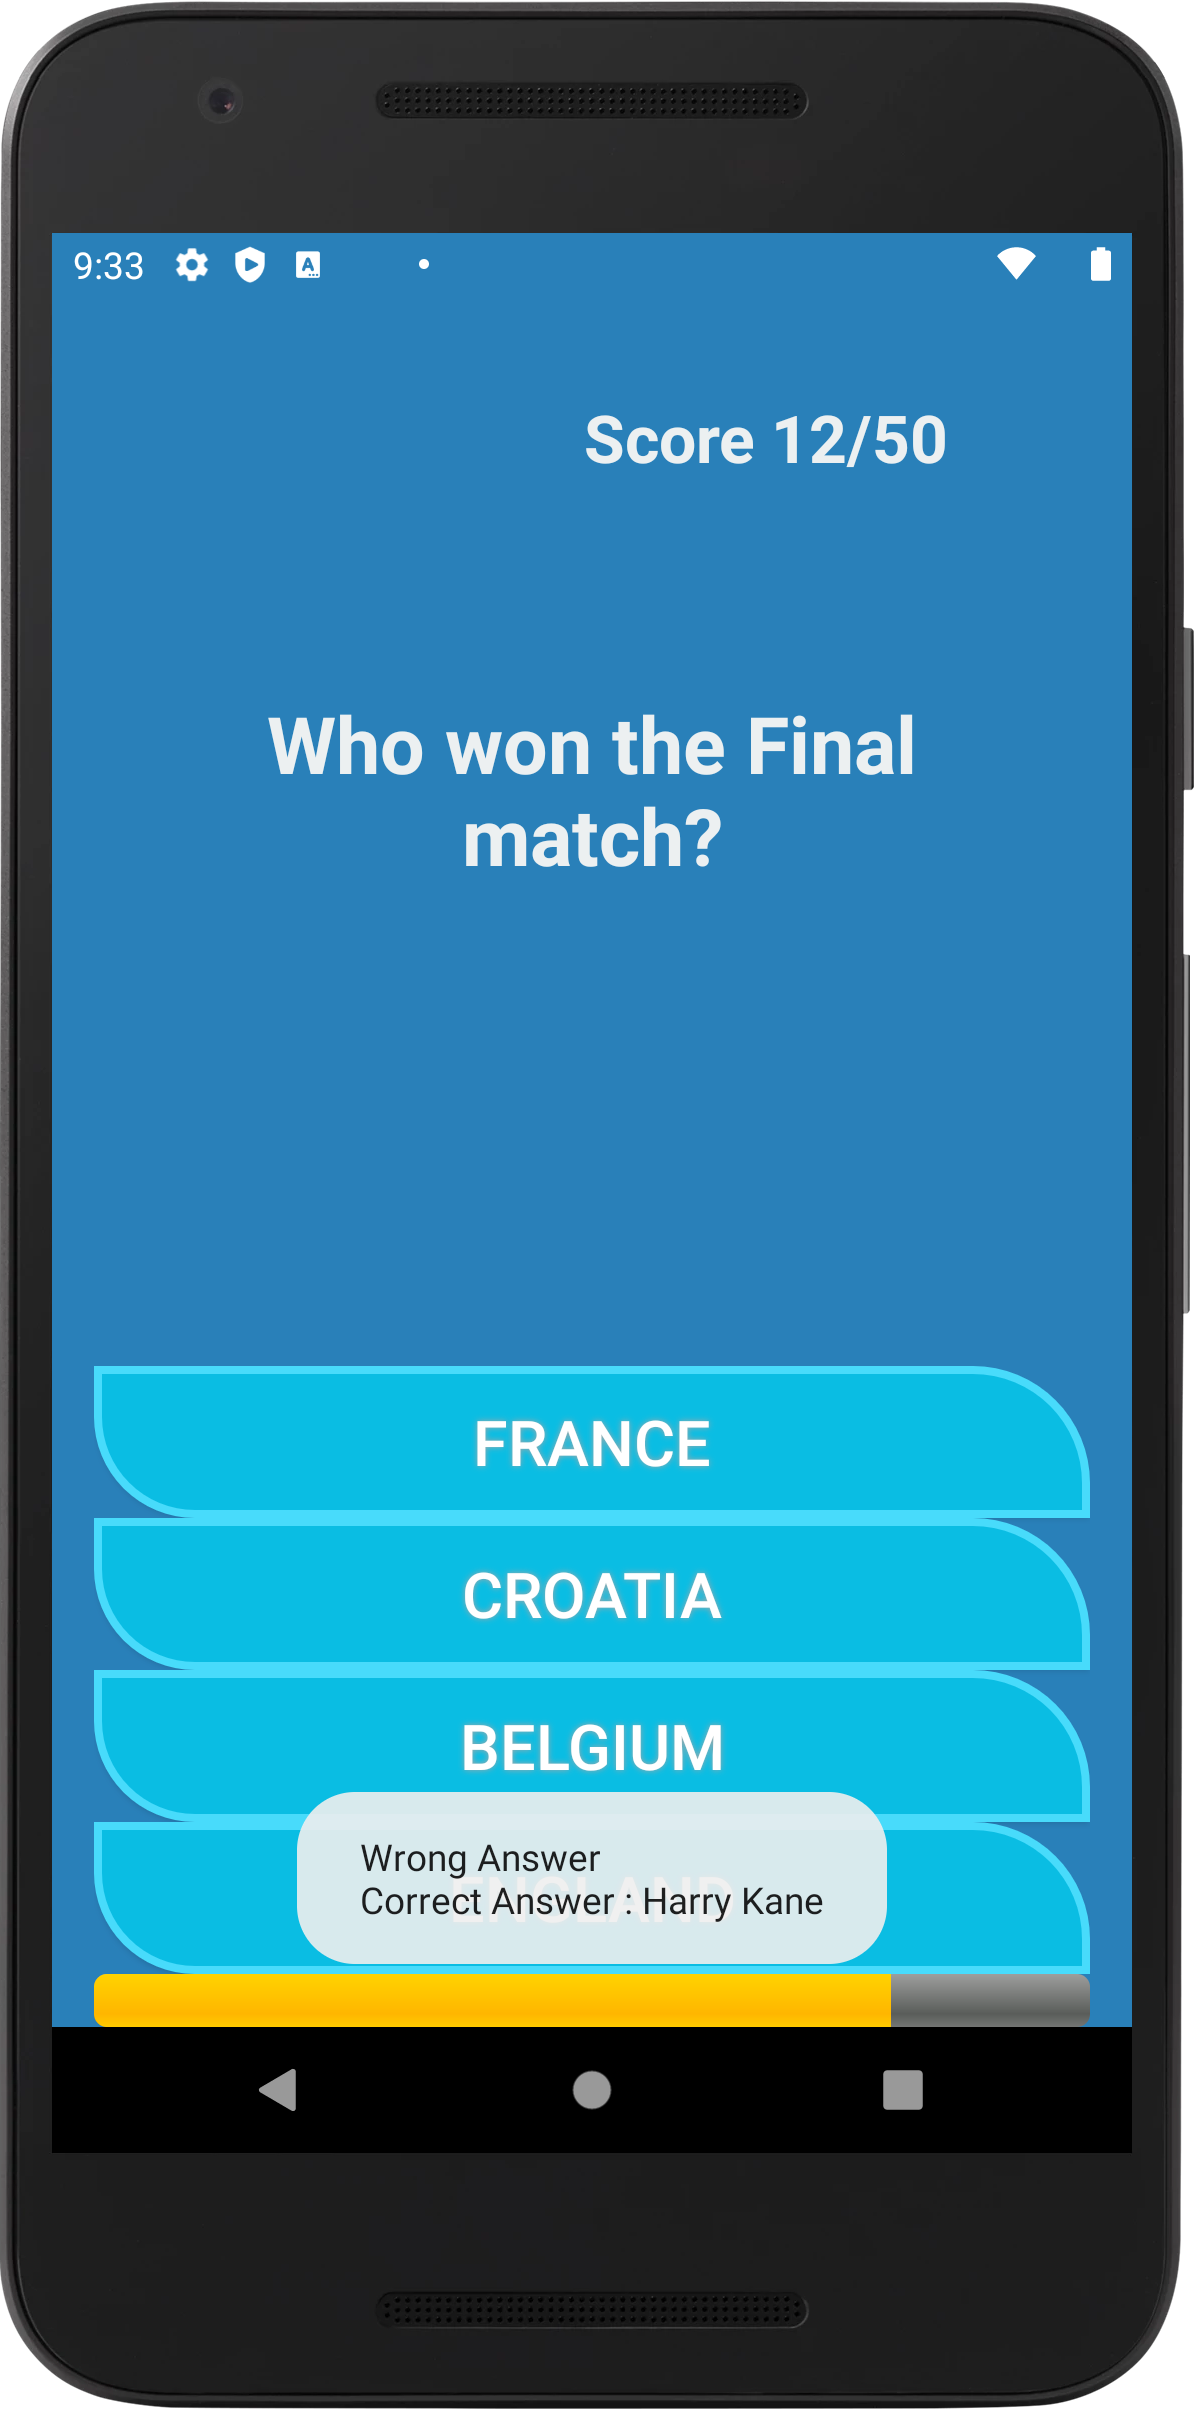 9:33
Score 12/50
Who won the Final
match?
FRANCE
CROATIA
BELGIUM
ENGLAND
Wrong Answer
Correct Answer : Harry Kane